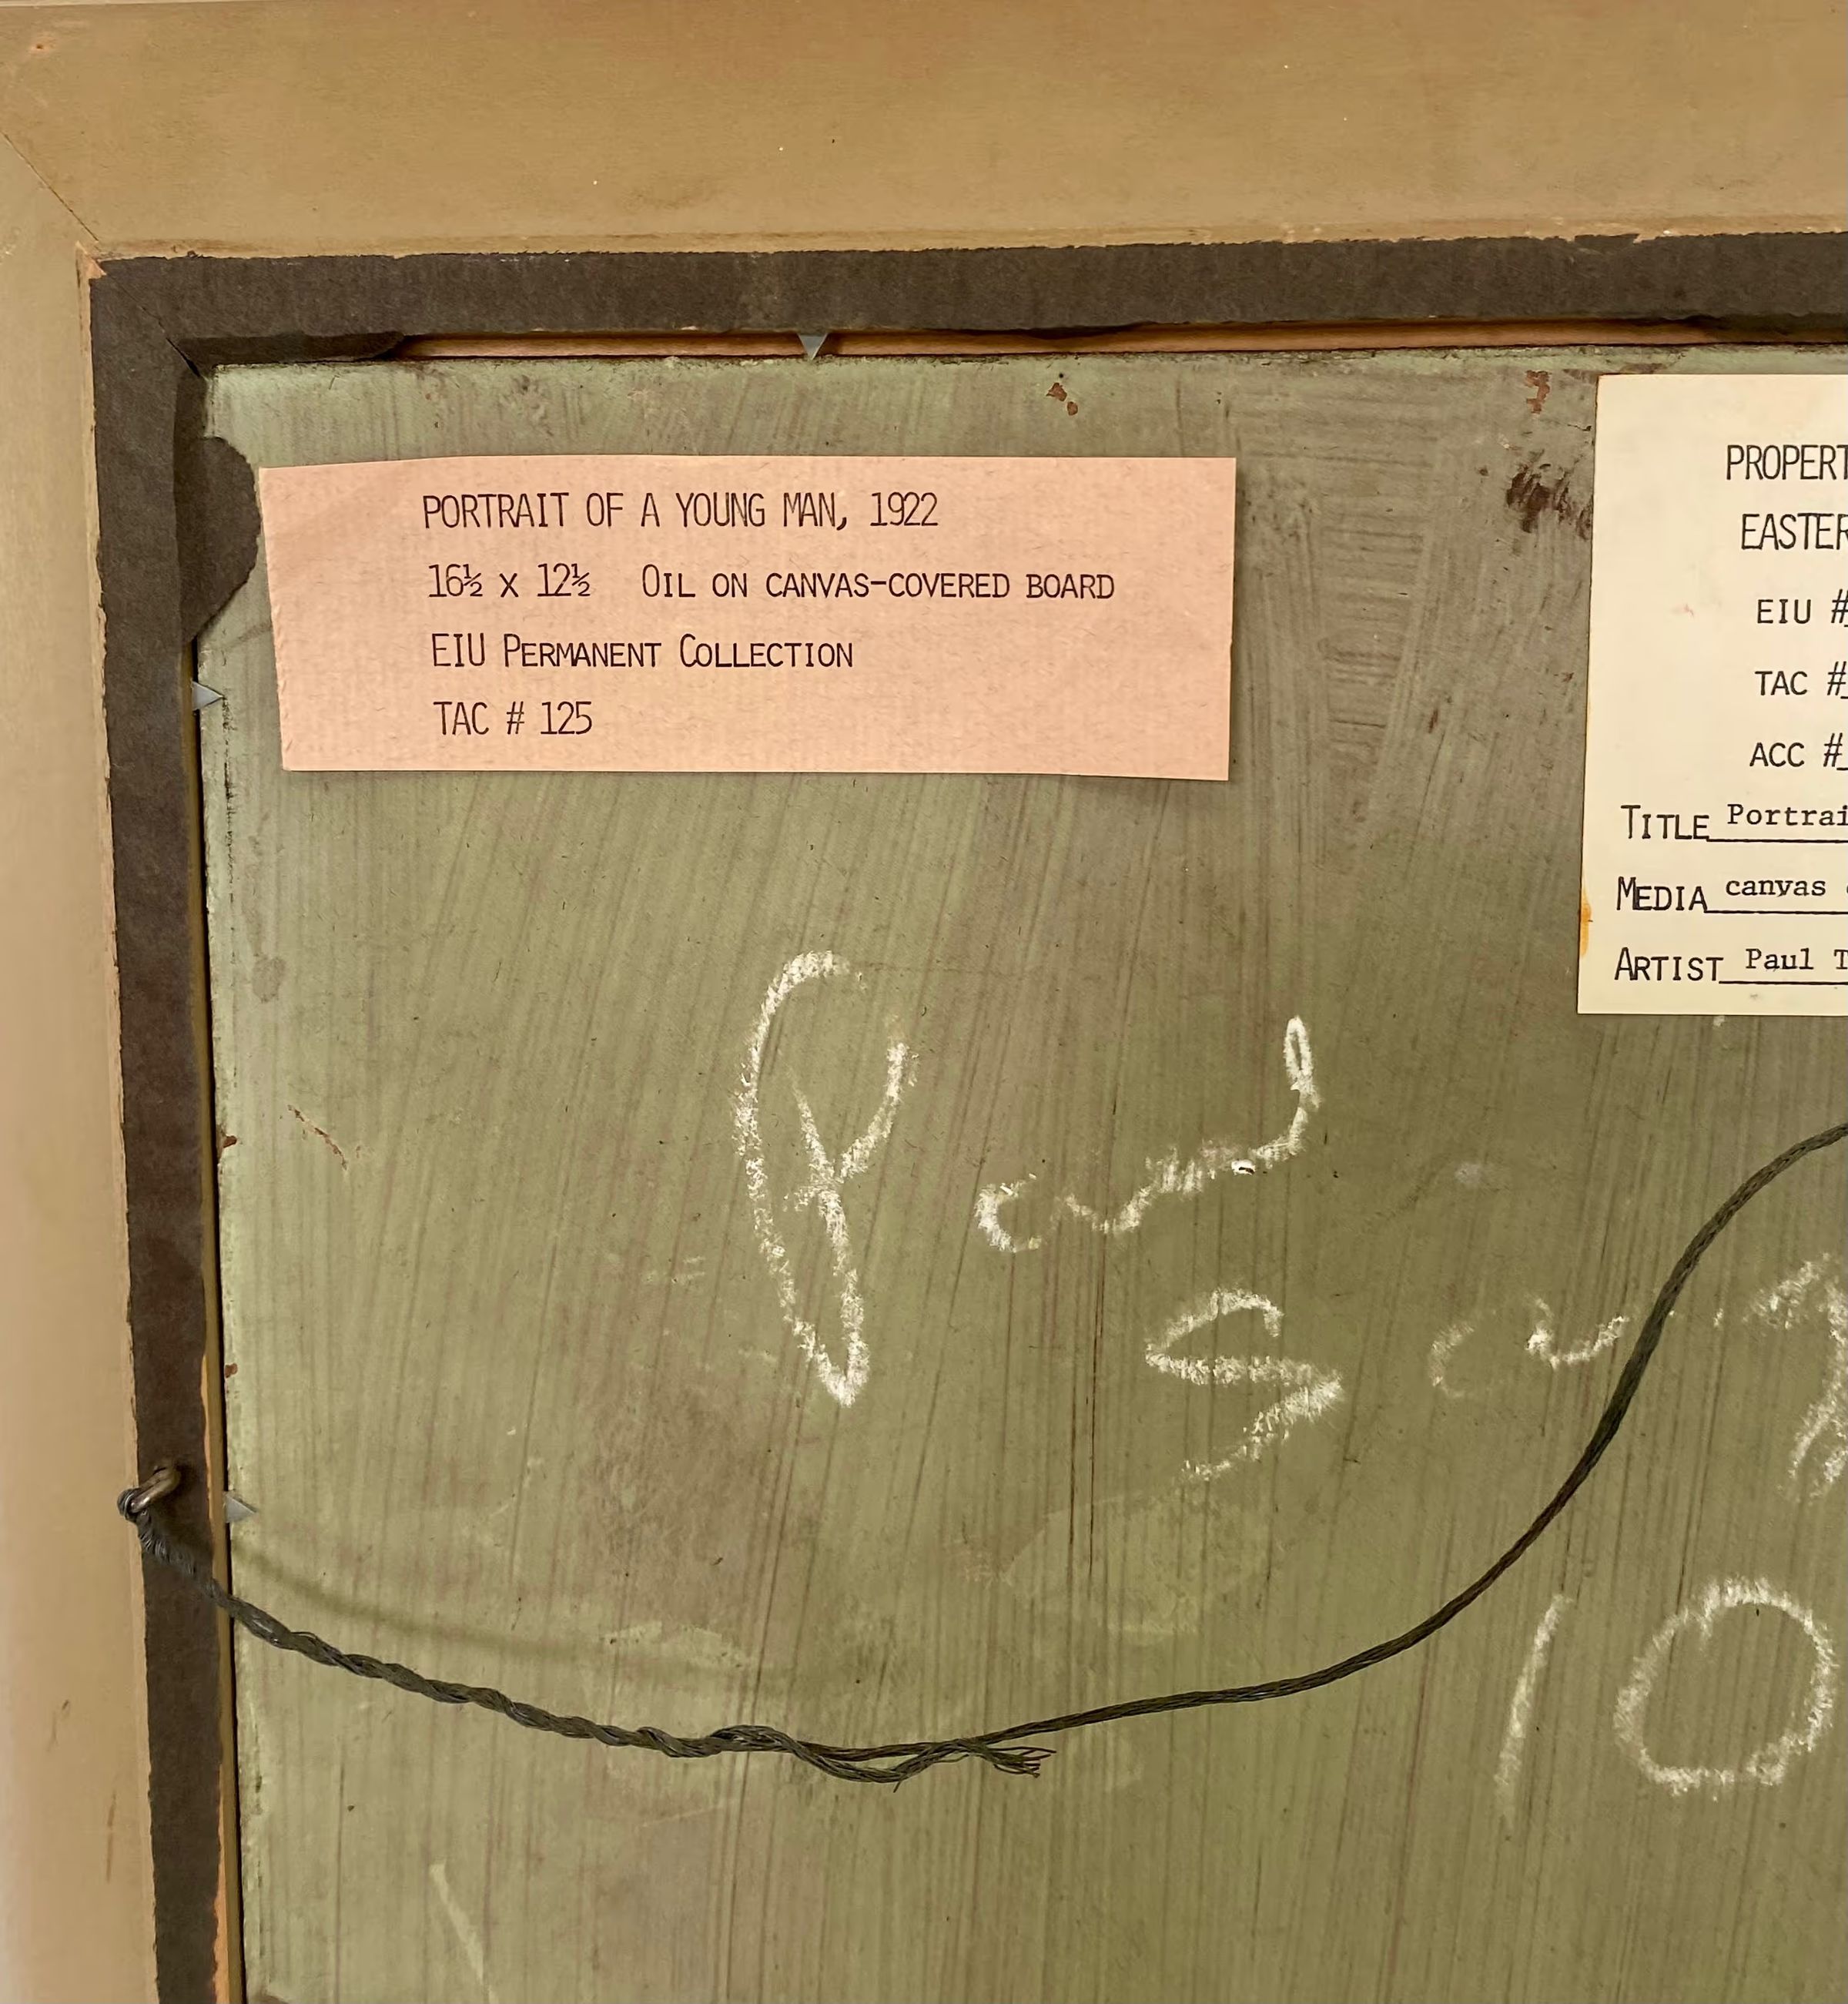 PORTRAIT OF A YOUNG MAN, 1922
16½ x 12½ OIL ON CANVAS-COVERED BOARD
EIU PERMANENT COLLECTION
TAC # 125
PROPERT
EASTER
EIU #
TAC #
ACC #
TITLE Portrai
MEDIA canvas
ARTIST Paul T
Paul
10